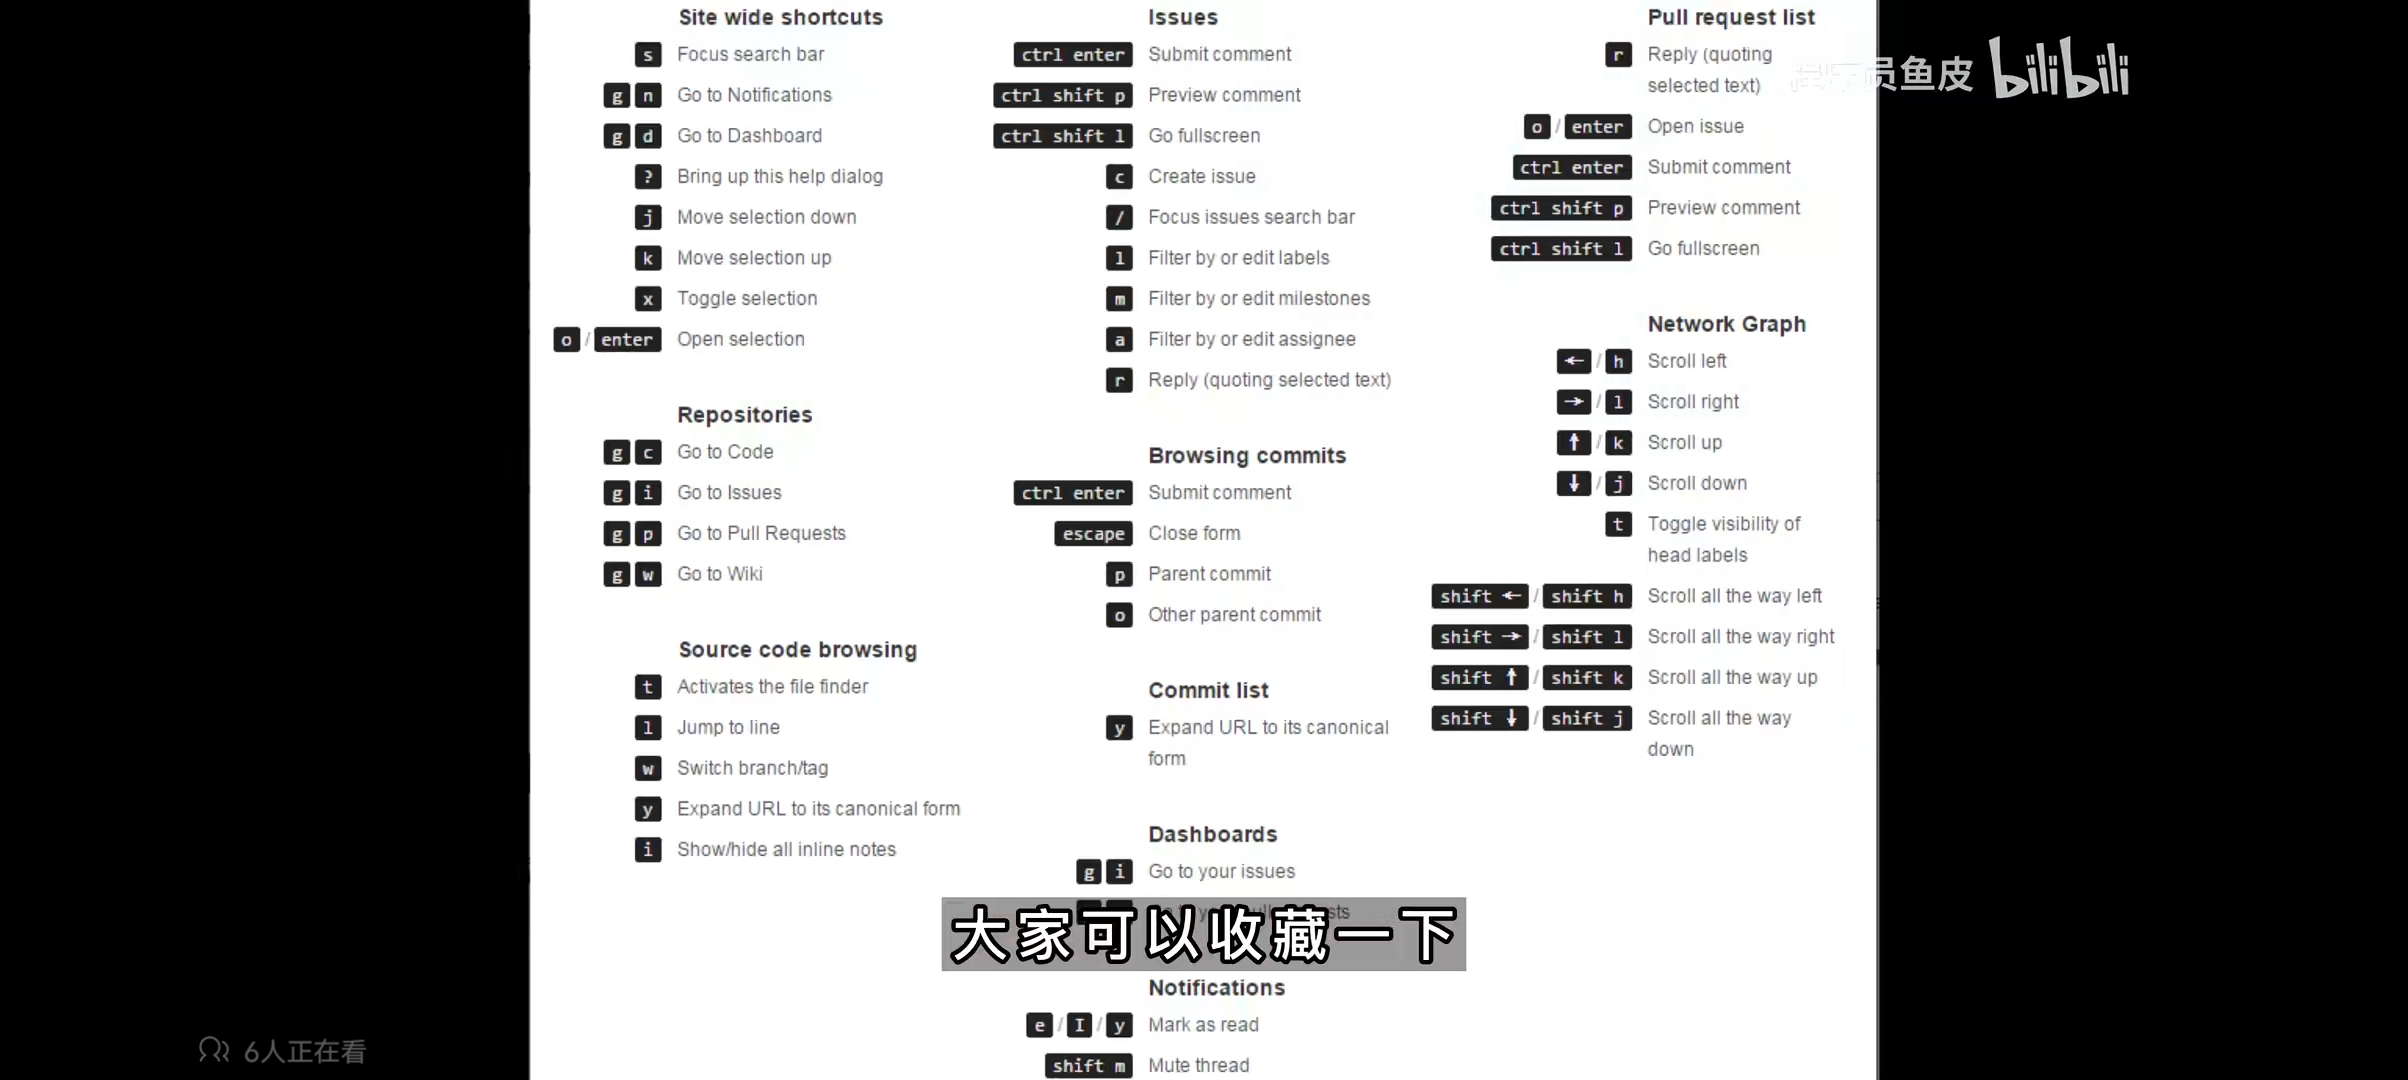 Site wide shortcuts
s Focus search bar
g n Go to Notifications
g d Go to Dashboard
? Bring up this help dialog
j Move selection down
k Move selection up
x Toggle selection
o / enter Open selection
Repositories
g c Go to Code
g i Go to Issues
g p Go to Pull Requests
g w Go to Wiki
Source code browsing
t Activates the file finder
l Jump to line
w Switch branch/tag
y Expand URL to its canonical form
i Show/hide all inline notes
Issues
ctrl enter Submit comment
ctrl shift p Preview comment
ctrl shift l Go fullscreen
c Create issue
/ Focus issues search bar
l Filter by or edit labels
m Filter by or edit milestones
a Filter by or edit assignee
r Reply (quoting selected text)
Browsing commits
ctrl enter Submit comment
escape Close form
p Parent commit
o Other parent commit
Commit list
y Expand URL to its canonical
form
Dashboards
g i Go to your issues
大家可以收藏一下
Notifications
e / I / y Mark as read
shift m Mute thread
Pull request list
r Reply (quoting
selected text)
o / enter Open issue
ctrl enter Submit comment
ctrl shift p Preview comment
ctrl shift l Go fullscreen
Network Graph
← / h Scroll left
→ / l Scroll right
↑ / k Scroll up
↓ / j Scroll down
t Toggle visibility of
head labels
shift ← / shift h Scroll all the way left
shift → / shift l Scroll all the way right
shift ↑ / shift k Scroll all the way up
shift ↓ / shift j Scroll all the way
down
员鱼皮 bilibili
6人正在看